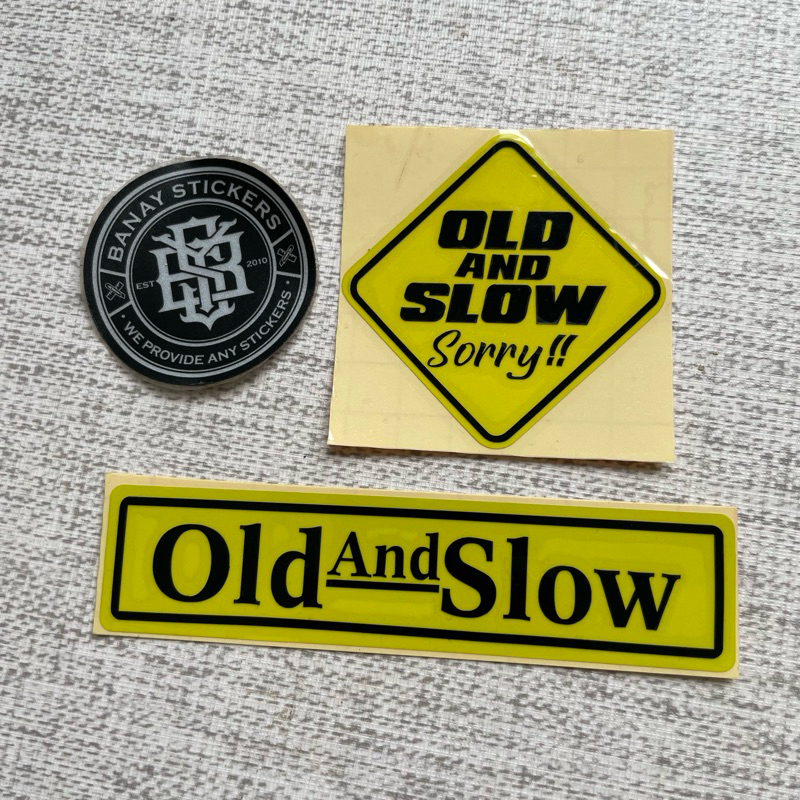 BANAY STICKERS
EST 2010
• WE PROVIDE ANY STICKERS •
OLD
AND
SLOW
Sorry!!
Old And Slow